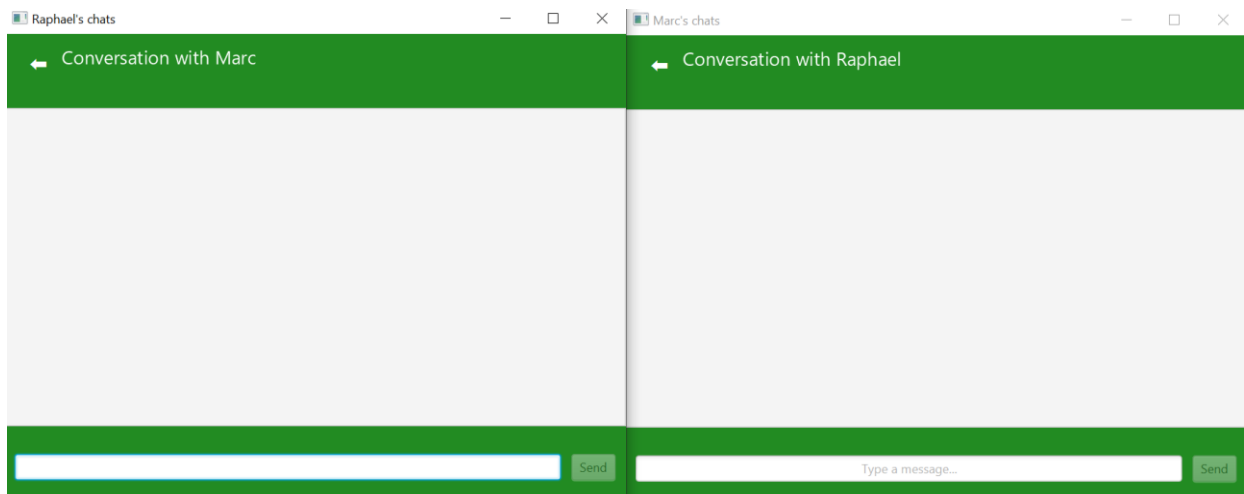 Raphael's chats
Conversation with Marc
Send
Marc's chats
Conversation with Raphael
Type a message...
Send